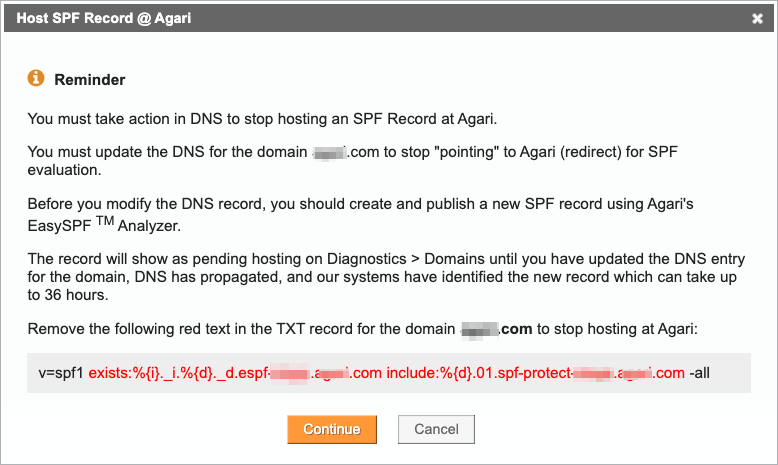 Host SPF Record @ Agari
Reminder
You must take action in DNS to stop hosting an SPF Record at Agari.
You must update the DNS for the domain .com to stop "pointing" to Agari (redirect) for SPF
evaluation.
Before you modify the DNS record, you should create and publish a new SPF record using Agari's
EasySPF TM Analyzer.
The record will show as pending hosting on Diagnostics > Domains until you have updated the DNS entry
for the domain, DNS has propagated, and our systems have identified the new record which can take up
to 36 hours.
Remove the following red text in the TXT record for the domain .com to stop hosting at Agari:
v=spf1 exists:%{i}._i.%{d}._d.espf-..com include:%{d}.01.spf-protect-..com -all
Continue Cancel